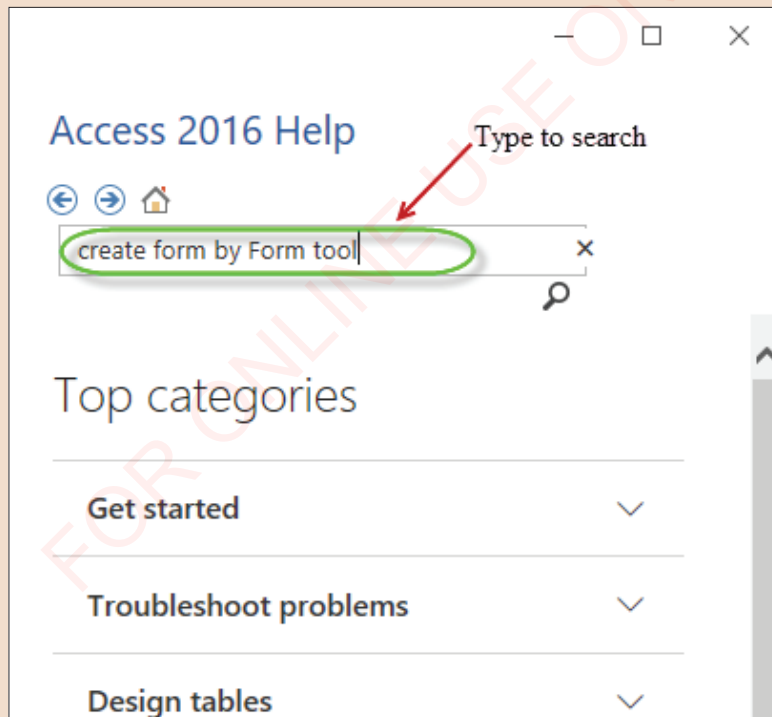 Access 2016 Help
Type to search
create form by Form tool
Top categories
Get started
Troubleshoot problems
Design tables
FOR ONLINE USE ON